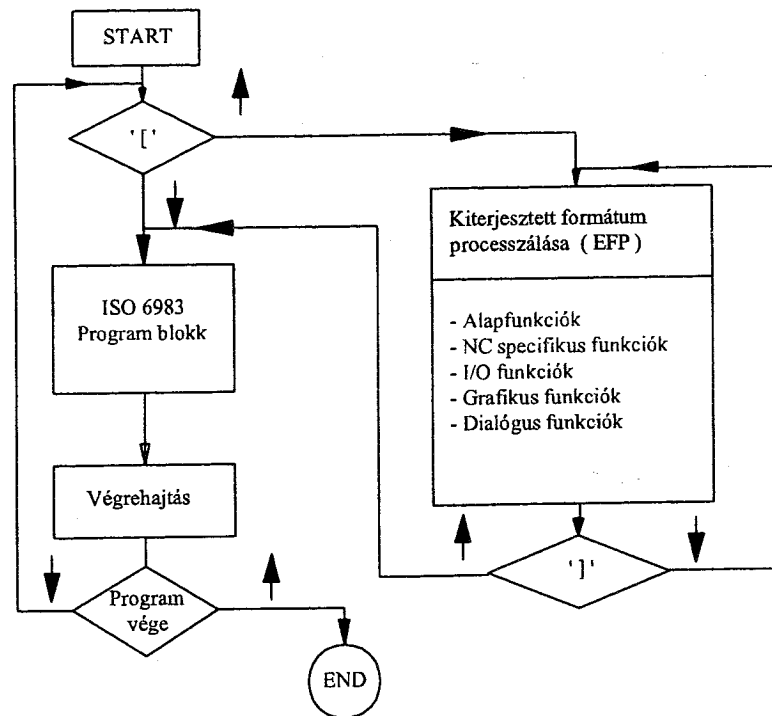 START
'['
Kiterjesztett formátum
processzálása ( EFP )
- Alapfunkciók
- NC specifikus funkciók
- I/O funkciók
- Grafikus funkciók
- Dialógus funkciók
']'
ISO 6983
Program blokk
Végrehajtás
Program
vége
END